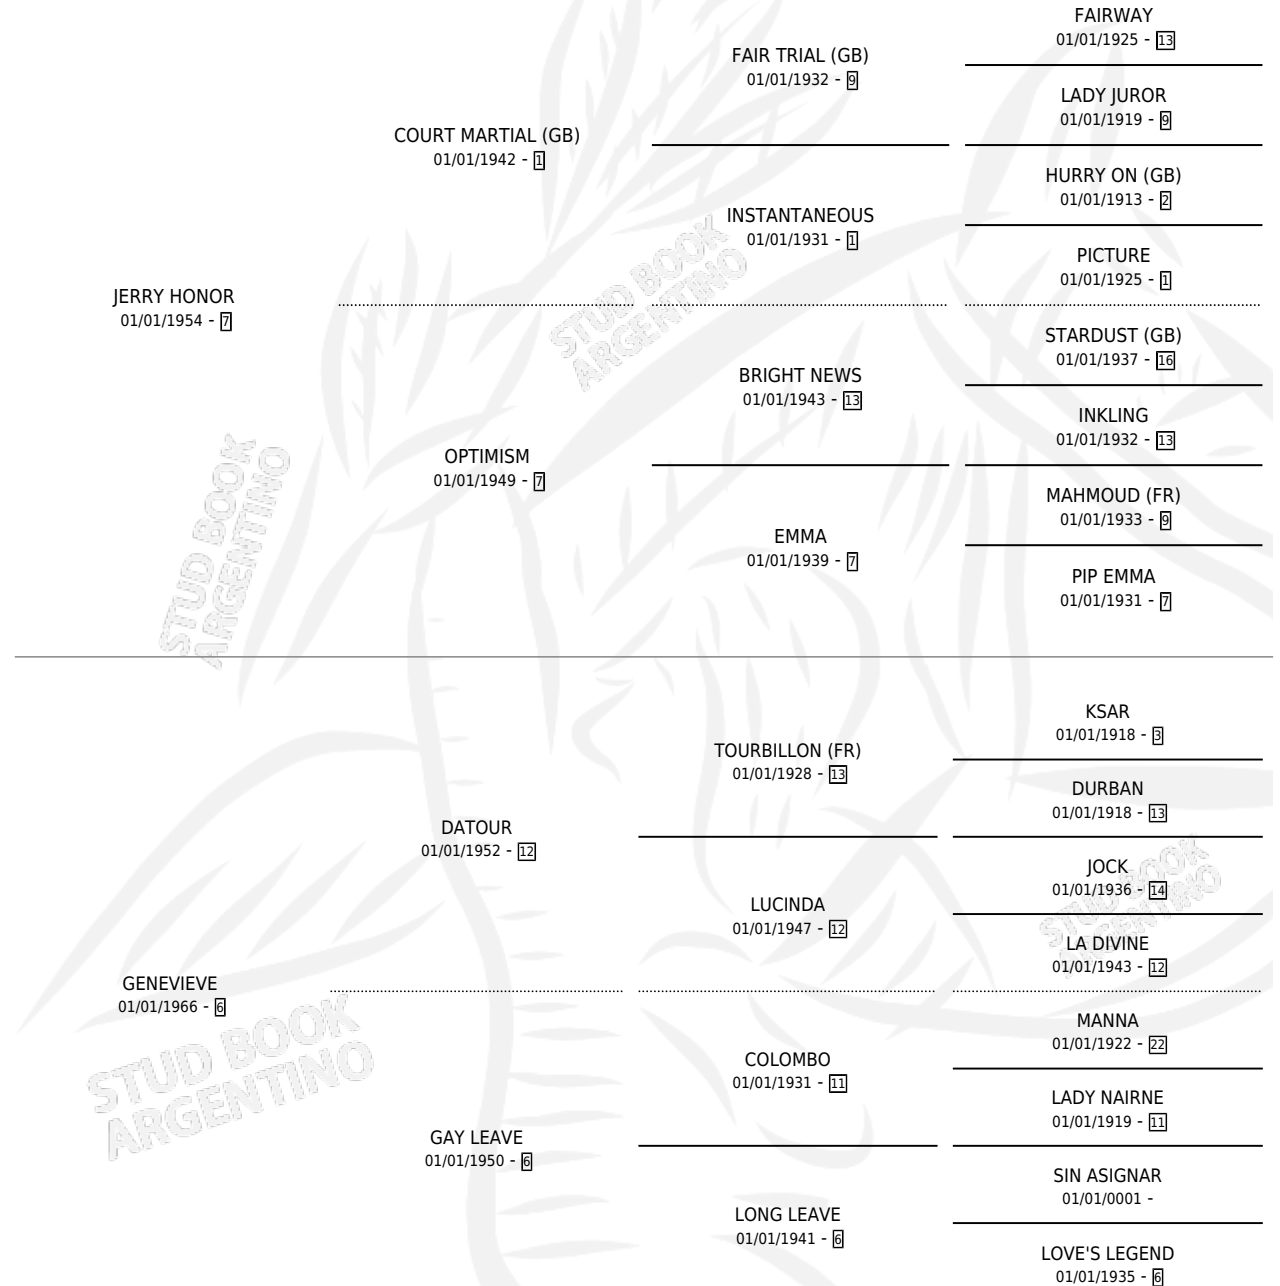 FAIRWAY
01/01/1925 - 13
FAIR TRIAL (GB)
01/01/1932 - 9
LADY JUROR
01/01/1919 - 9
COURT MARTIAL (GB)
01/01/1942 - 1
HURRY ON (GB)
01/01/1913 - 2
INSTANTANEOUS
01/01/1931 - 1
PICTURE
01/01/1925 - 1
JERRY HONOR
01/01/1954 - 7
STUD BOOK
ARGENTINO
STARDUST (GB)
01/01/1937 - 16
BRIGHT NEWS
01/01/1943 - 13
INKLING
01/01/1932 - 13
OPTIMISM
01/01/1949 - 7
MAHMOUD (FR)
01/01/1933 - 9
EMMA
01/01/1939 - 7
PIP EMMA
01/01/1931 - 7
STUD BOOK
ARGENTINO
KSAR
01/01/1918 - 3
TOURBILLON (FR)
01/01/1928 - 13
DURBAN
01/01/1918 - 13
DATOUR
01/01/1952 - 12
JOCK
01/01/1936 - 14
LUCINDA
01/01/1947 - 12
STUD BOOK
ARGENTINO
LA DIVINE
01/01/1943 - 12
GENEVIEVE
01/01/1966 - 6
MANNA
01/01/1922 - 22
COLOMBO
01/01/1931 - 11
LADY NAIRNE
01/01/1919 - 11
STUD BOOK
ARGENTINO
GAY LEAVE
01/01/1950 - 6
SIN ASIGNAR
01/01/0001 -
LONG LEAVE
01/01/1941 - 6
LOVE'S LEGEND
01/01/1935 - 6